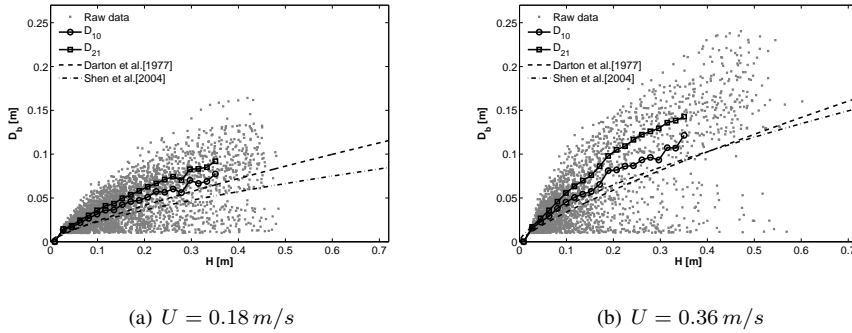 Raw data
D10
D21
Darton et al.[1977]
Shen et al.[2004]
0.25
0.2
0.15
0.1
0.05
0
Db [m]
0 0.1 0.2 0.3 0.4 0.5 0.6 0.7
H [m]
(a) U = 0.18 m/s
Raw data
D10
D21
Darton et al.[1977]
Shen et al.[2004]
0.25
0.2
0.15
0.1
0.05
0
Db [m]
0 0.1 0.2 0.3 0.4 0.5 0.6 0.7
H [m]
(b) U = 0.36 m/s